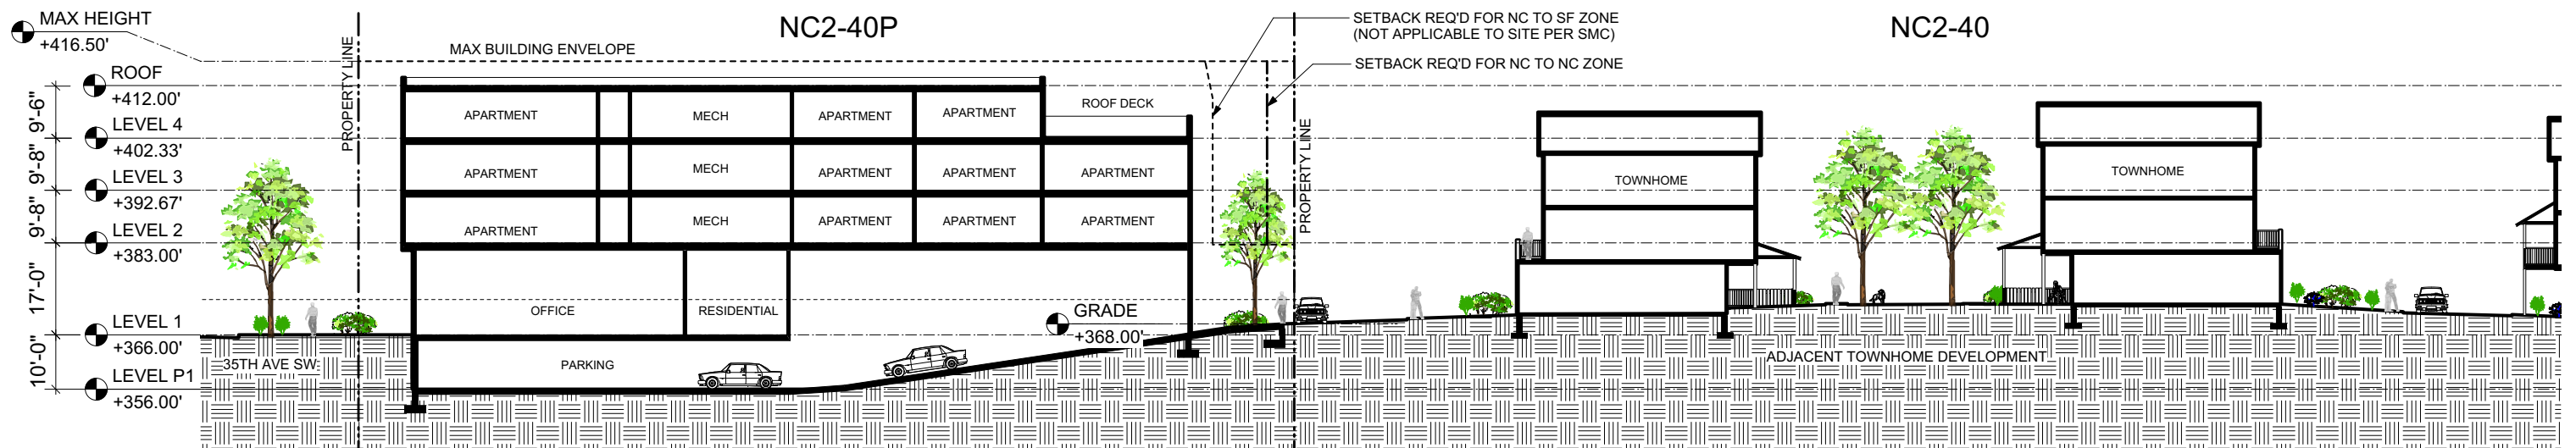 MAX HEIGHT
+416.50'
ROOF
+412.00'
LEVEL 4
+402.33'
LEVEL 3
+392.67'
LEVEL 2
+383.00'
LEVEL 1
+366.00'
LEVEL P1
+356.00'
9'-6"
9'-8"
9'-8"
17'-0"
10'-0"
35TH AVE SW
PROPERTY LINE
NC2-40P
MAX BUILDING ENVELOPE
APARTMENT
MECH
APARTMENT
APARTMENT
ROOF DECK
APARTMENT
MECH
APARTMENT
APARTMENT
APARTMENT
APARTMENT
MECH
APARTMENT
APARTMENT
APARTMENT
OFFICE
RESIDENTIAL
PARKING
GRADE
+368.00'
SETBACK REQ'D FOR NC TO SF ZONE
(NOT APPLICABLE TO SITE PER SMC)
SETBACK REQ'D FOR NC TO NC ZONE
PROPERTY LINE
NC2-40
TOWNHOME
TOWNHOME
ADJACENT TOWNHOME DEVELOPMENT